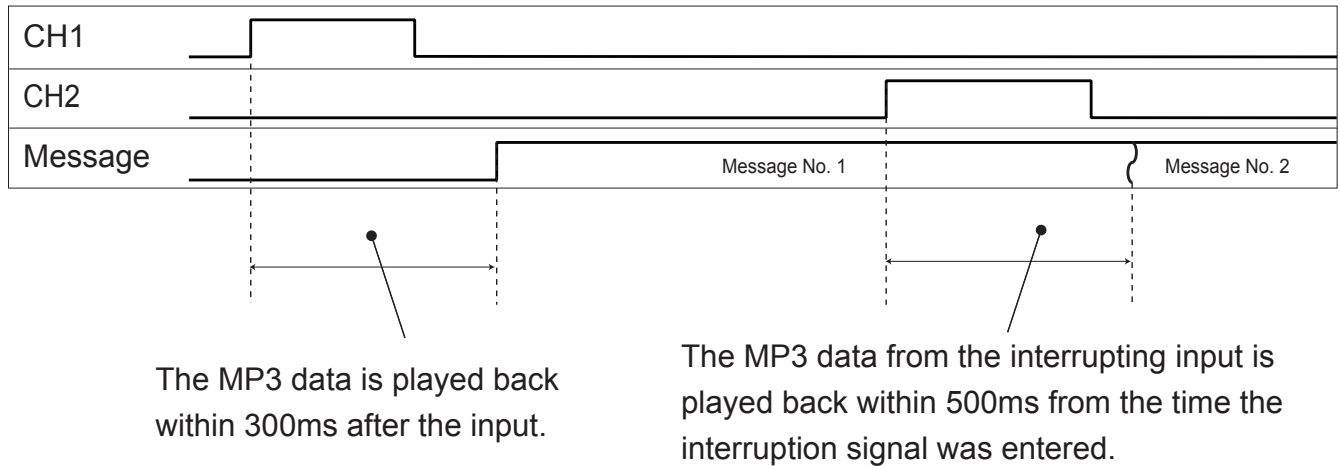 CH1
CH2
Message
Message No. 1
Message No. 2
The MP3 data is played back
within 300ms after the input.
The MP3 data from the interrupting input is
played back within 500ms from the time the
interruption signal was entered.